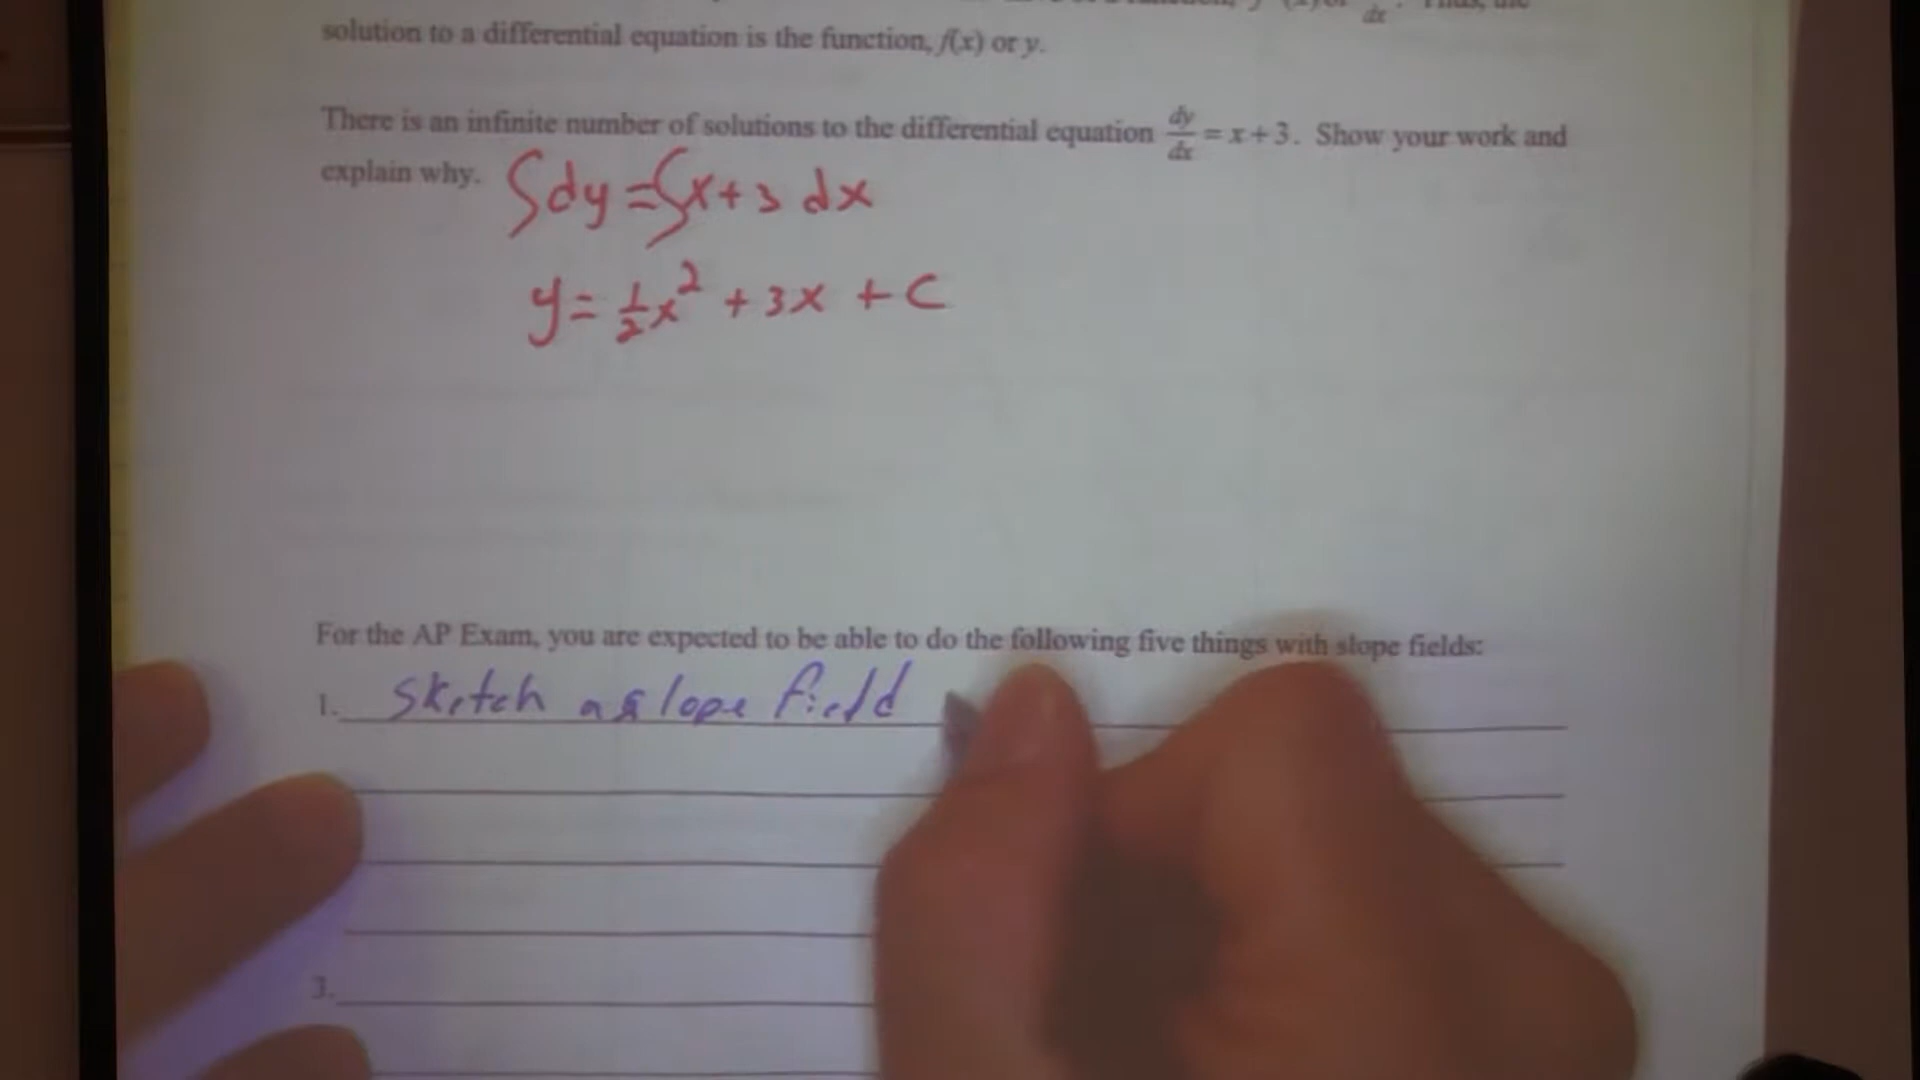 dx
solution to a differential equation is the function, f(x) or y.
There is an infinite number of solutions to the differential equation dy/dx = x + 3. Show your work and
explain why.
∫dy = ∫x + 3 dx
y = 1/2 x² + 3x + C
For the AP Exam, you are expected to be able to do the following five things with slope fields:
1. Sketch a slope field
3.